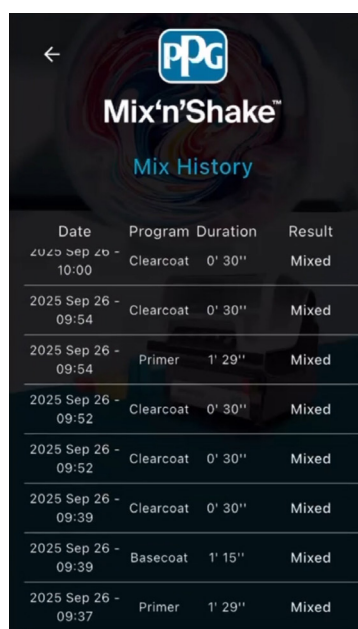 PPG
Mix'n'Shake™
Mix History
Date Program Duration Result
2025 Sep 26 -
10:00 Clearcoat 0' 30'' Mixed
2025 Sep 26 -
09:54 Clearcoat 0' 30'' Mixed
2025 Sep 26 -
09:54 Primer 1' 29'' Mixed
2025 Sep 26 -
09:52 Clearcoat 0' 30'' Mixed
2025 Sep 26 -
09:52 Clearcoat 0' 30'' Mixed
2025 Sep 26 -
09:39 Clearcoat 0' 30'' Mixed
2025 Sep 26 -
09:39 Basecoat 1' 15'' Mixed
2025 Sep 26 -
09:37 Primer 1' 29'' Mixed